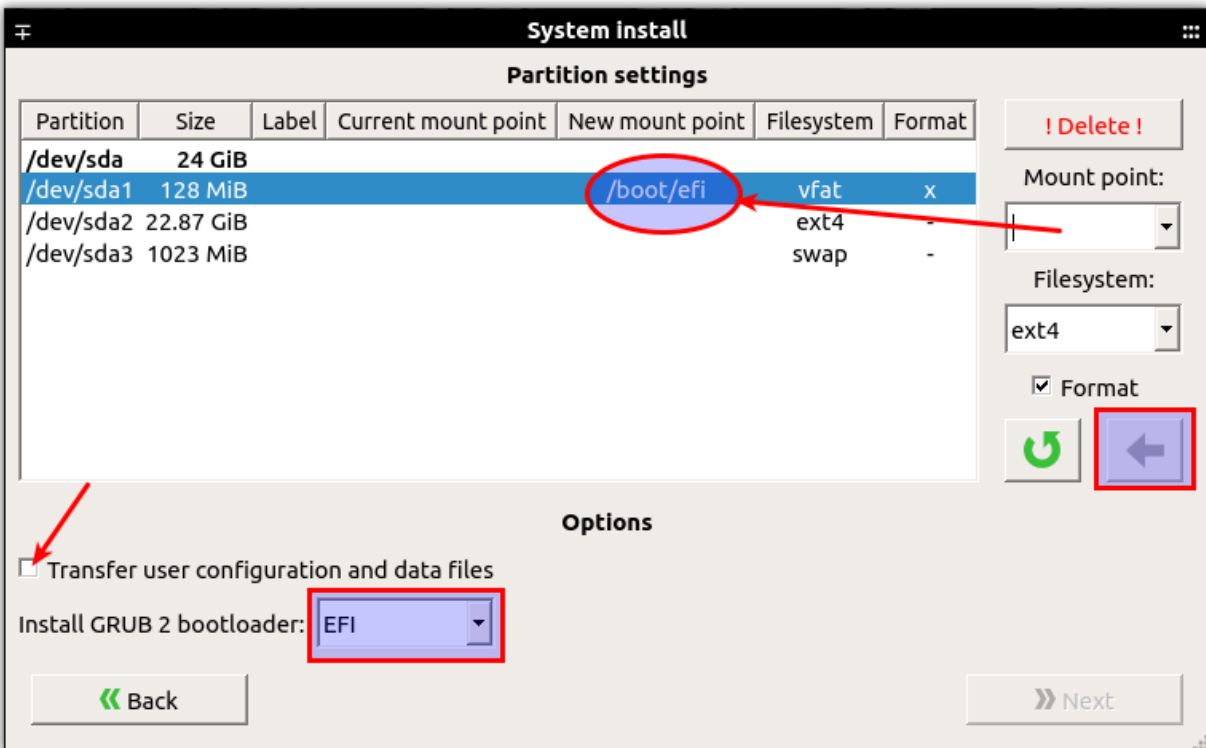 System install
Partition settings
Partition Size Label Current mount point New mount point Filesystem Format
/dev/sda 24 GiB
/dev/sda1 128 MiB /boot/efi vfat x
/dev/sda2 22.87 GiB ext4 -
/dev/sda3 1023 MiB swap -
! Delete !
Mount point:
Filesystem:
ext4
Format
Options
Transfer user configuration and data files
Install GRUB 2 bootloader: EFI
Back
Next